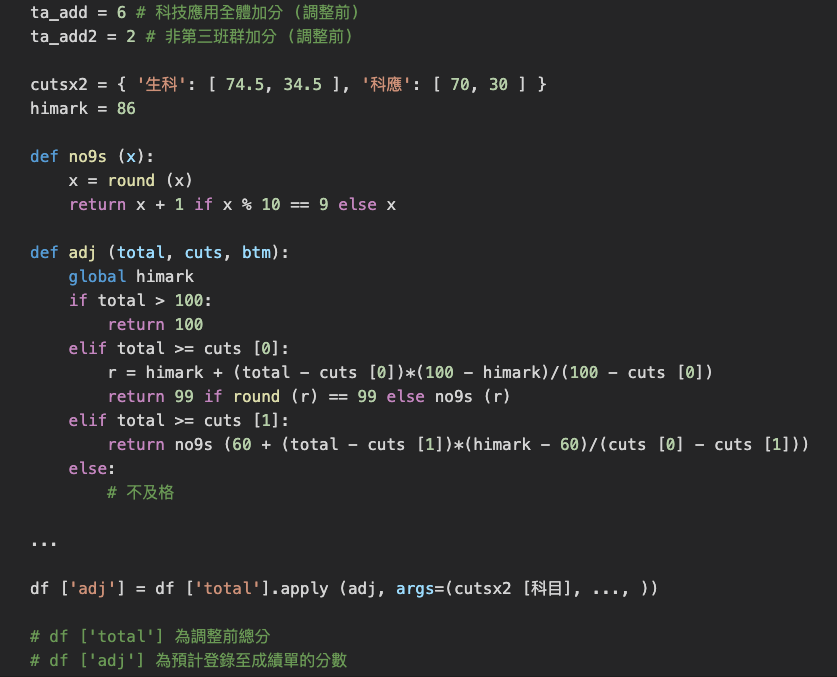 ta_add = 6 # 科技應用全體加分 (調整前)
ta_add2 = 2 # 非第三班群加分 (調整前)

cutsx2 = { '生科': [ 74.5, 34.5 ], '科應': [ 70, 30 ] }
himark = 86

def no9s (x):
    x = round (x)
    return x + 1 if x % 10 == 9 else x

def adj (total, cuts, btm):
    global himark
    if total > 100:
        return 100
    elif total >= cuts [0]:
        r = himark + (total - cuts [0])*(100 - himark)/(100 - cuts [0])
        return 99 if round (r) == 99 else no9s (r)
    elif total >= cuts [1]:
        return no9s (60 + (total - cuts [1])*(himark - 60)/(cuts [0] - cuts [1]))
    else:
        # 不及格

...

df ['adj'] = df ['total'].apply (adj, args=(cutsx2 [科目], ..., ))

# df ['total'] 為調整前總分
# df ['adj'] 為預計登錄至成績單的分數